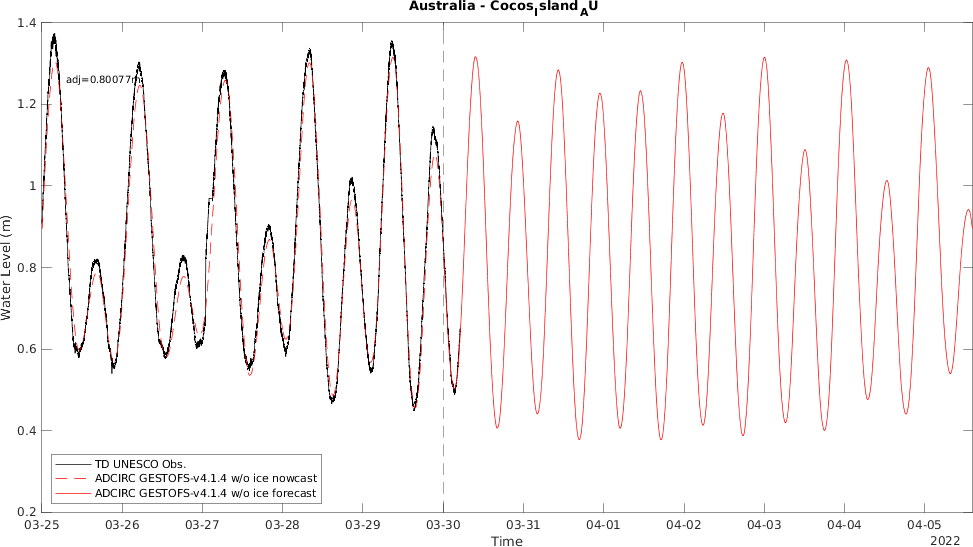 Australia - Cocos_Island_AU
1.4
1.2
1
0.8
0.6
0.4
0.2
Water Level (m)
adj=0.80077m
TD UNESCO Obs.
ADCIRC GESTOFS-v4.1.4 w/o ice nowcast
ADCIRC GESTOFS-v4.1.4 w/o ice forecast
03-25 03-26 03-27 03-28 03-29 03-30 03-31 04-01 04-02 04-03 04-04 04-05
Time
2022